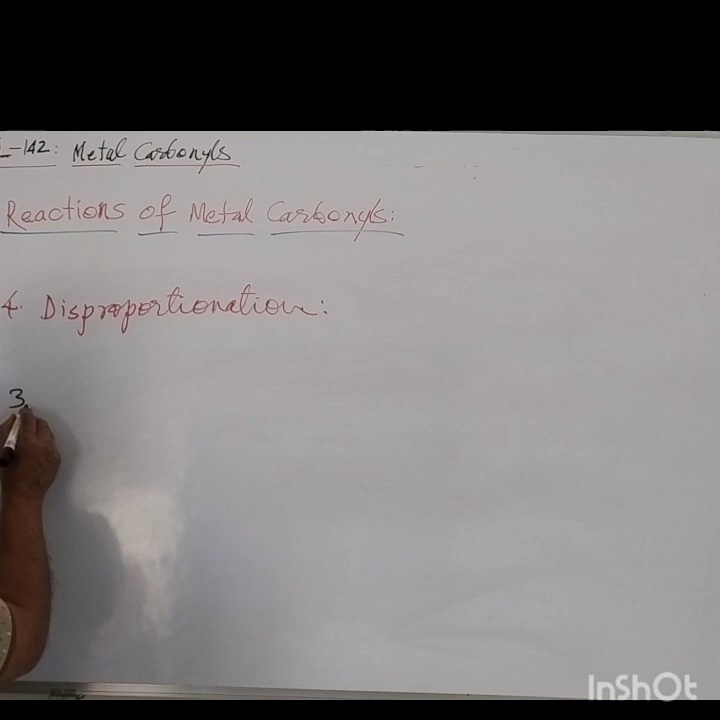 L-142: Metal Carbonyls
Reactions of Metal Carbonyls:
4. Disproportionation:
3
InShOt